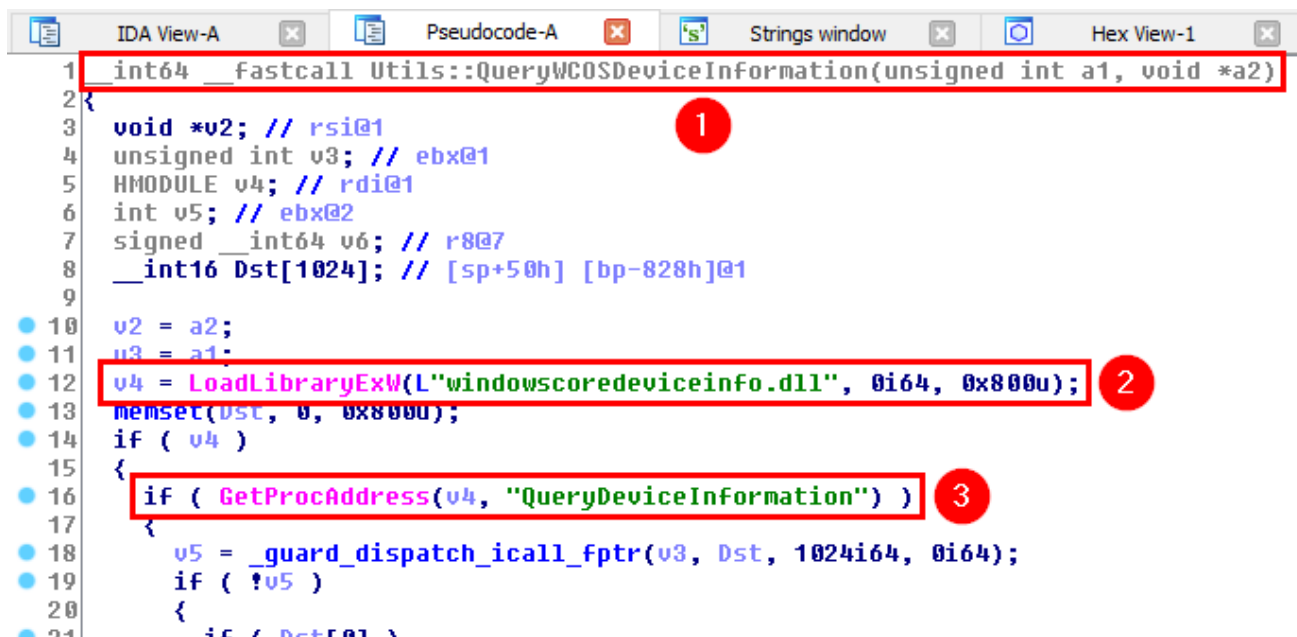 IDA View-A Pseudocode-A 's' Strings window Hex View-1
1 __int64 __fastcall Utils::QueryWCOSDeviceInformation(unsigned int a1, void *a2)
2 {
1
3 void *v2; // rsi@1
4 unsigned int v3; // ebx@1
5 HMODULE v4; // rdi@1
6 int v5; // ebx@2
7 signed __int64 v6; // r8@7
8 __int16 Dst[1024]; // [sp+50h] [bp-828h]@1
9
10 v2 = a2;
11 v3 = a1;
12 v4 = LoadLibraryExW(L"windowscoredeviceinfo.dll", 0i64, 0x800u); 2
13 memset(Dst, 0, 0x800u);
14 if ( v4 )
15 {
16 if ( GetProcAddress(v4, "QueryDeviceInformation") ) 3
17 {
18 v5 = _guard_dispatch_icall_fptr(v3, Dst, 1024i64, 0i64);
19 if ( !v5 )
20 {
21 if ( Dst[0] )